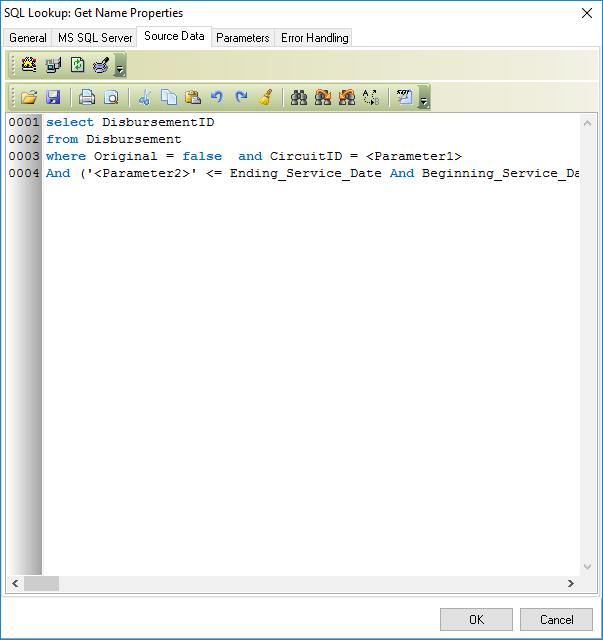 SQL Lookup: Get Name Properties
General MS SQL Server Source Data Parameters Error Handling
SQL
0001 select DisbursementID
0002 from Disbursement
0003 where Original = false  and CircuitID = <Parameter1>
0004 And ('<Parameter2>' <= Ending_Service_Date And Beginning_Service_Da
OK Cancel